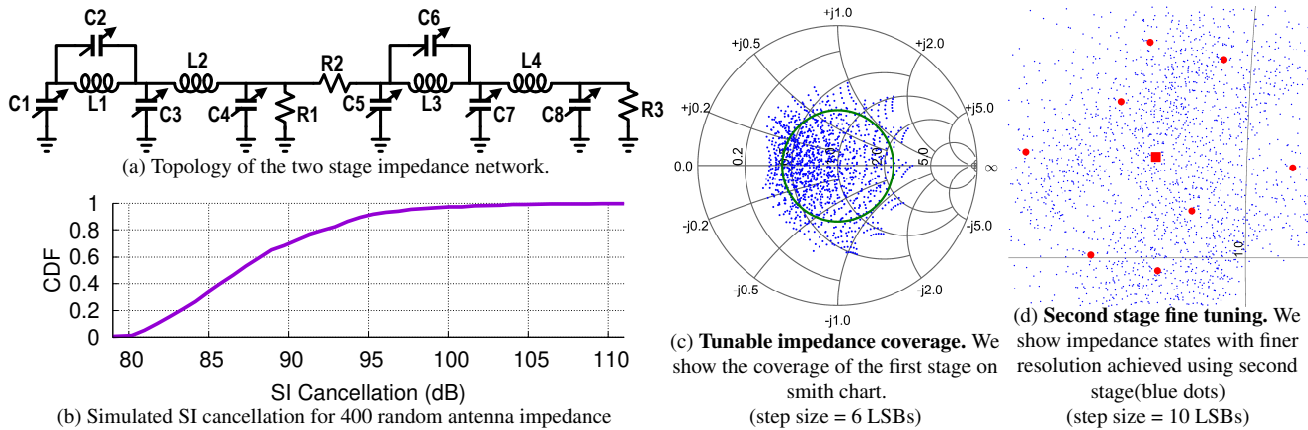 C2
C6
L2
R2
L4
C1
L1
C3
C4
R1
C5
L3
C7
C8
R3
(a) Topology of the two stage impedance network.
CDF
1
0.8
0.6
0.4
0.2
0
80
85
90
95
100
105
110
SI Cancellation (dB)
(b) Simulated SI cancellation for 400 random antenna impedance
+j1.0
+j0.5
+j2.0
+j0.2
+j5.0
0.0
0.2
1.0
2.0
5.0
∞
-j0.2
-j5.0
-j0.5
-j2.0
-j1.0
(c) Tunable impedance coverage. We
show the coverage of the first stage on
smith chart.
(step size = 6 LSBs)
1.0
(d) Second stage fine tuning. We
show impedance states with finer
resolution achieved using second
stage(blue dots)
(step size = 10 LSBs)